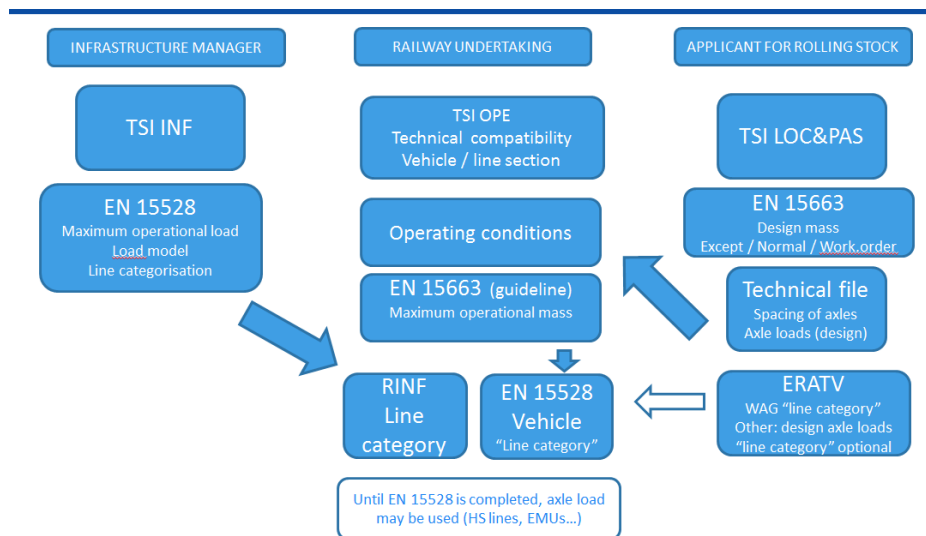 INFRASTRUCTURE MANAGER
RAILWAY UNDERTAKING
APPLICANT FOR ROLLING STOCK
TSI INF
EN 15528
Maximum operational load
Load model
Line categorisation
TSI OPE
Technical compatibility
Vehicle / line section
Operating conditions
EN 15663 (guideline)
Maximum operational mass
RINF
Line
category
EN 15528
Vehicle
“Line category”
TSI LOC&PAS
EN 15663
Design mass
Except / Normal / Work.order
Technical file
Spacing of axles
Axle loads (design)
ERATV
WAG “line category”
Other: design axle loads
“line category” optional
Until EN 15528 is completed, axle load
may be used (HS lines, EMUs...)